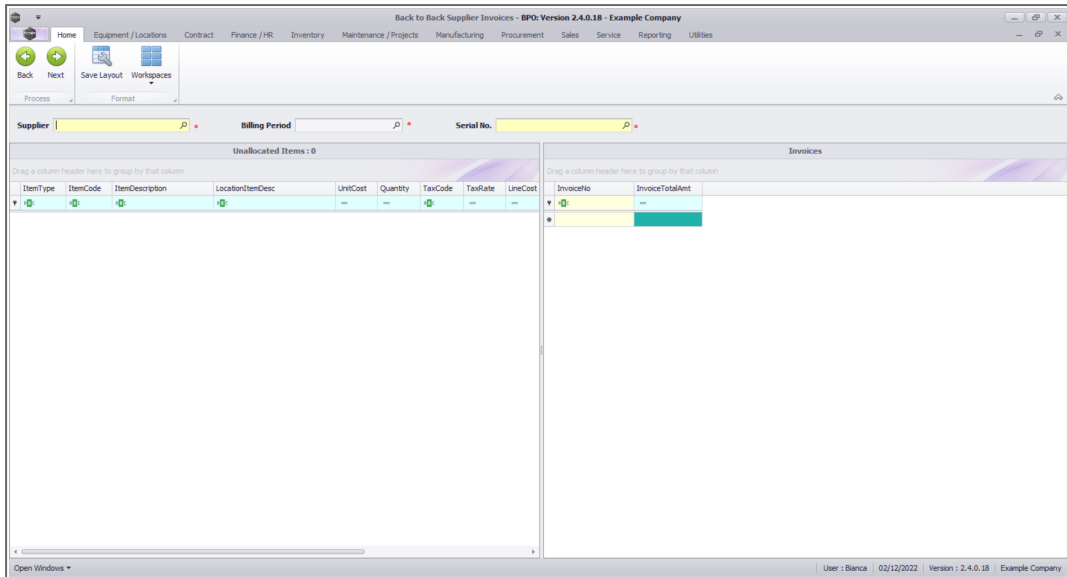 Back to Back Supplier Invoices - BPO: Version 2.4.0.18 - Example Company
Home Equipment / Locations Contract Finance / HR Inventory Maintenance / Projects Manufacturing Procurement Sales Service Reporting Utilities
Back Next Save Layout Workspaces
Process Format
Supplier * Billing Period * Serial No. *
Unallocated Items : 0 Invoices
Drag a column header here to group by that column Drag a column header here to group by that column
ItemType ItemCode ItemDescription LocationItemDesc UnitCost Quantity TaxCode TaxRate LineCost InvoiceNo InvoiceTotalAmt
Open Windows User : Bianca 02/12/2022 Version : 2.4.0.18 Example Company